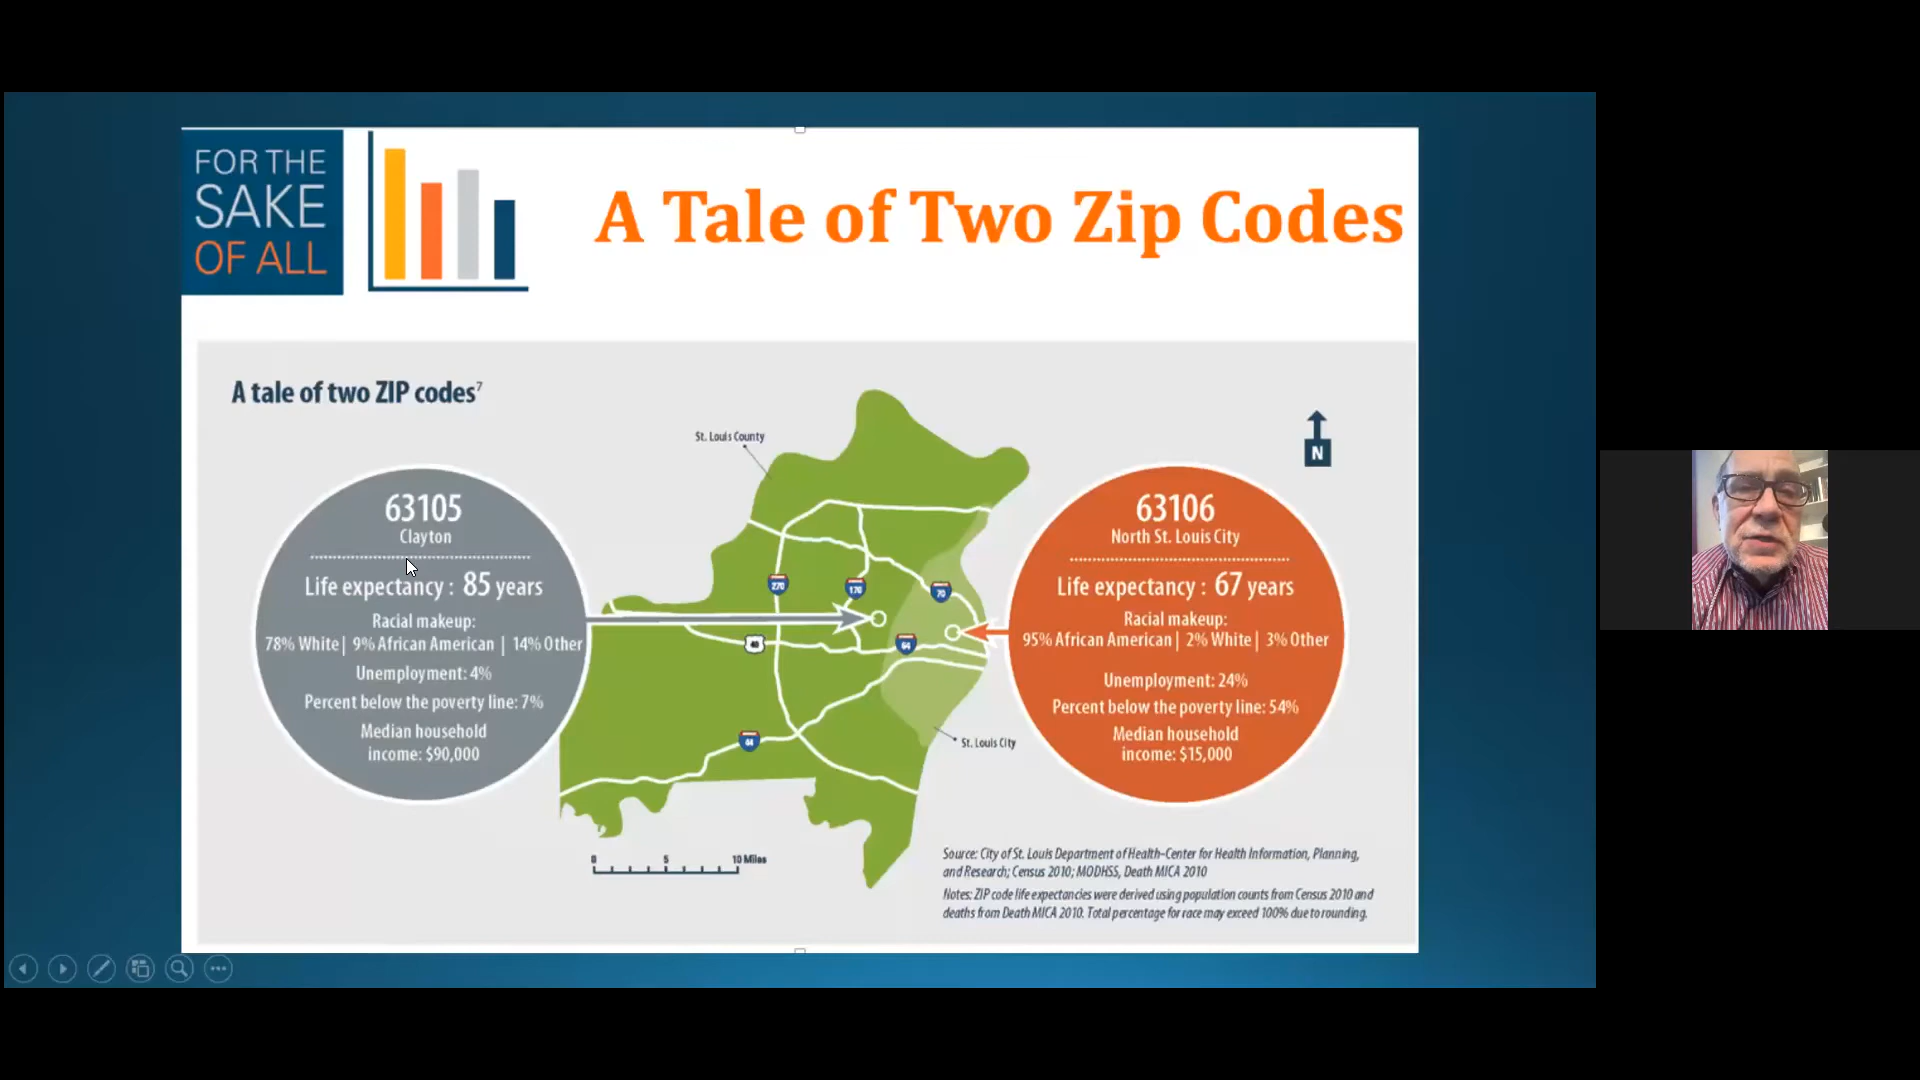 FOR THE
SAKE
OF ALL
A Tale of Two Zip Codes
A tale of two ZIP codes7
St. Louis County
N
63105
Clayton
Life expectancy : 85 years
Racial makeup:
78% White | 9% African American | 14% Other
Unemployment: 4%
Percent below the poverty line: 7%
Median household
income: $90,000
270
170
70
64
40
44
63106
North St. Louis City
Life expectancy : 67 years
Racial makeup:
95% African American | 2% White | 3% Other
Unemployment: 24%
Percent below the poverty line: 54%
Median household
income: $15,000
St. Louis City
0 5 10 Miles
Source: City of St. Louis Department of Health–Center for Health Information, Planning,
and Research; Census 2010; MODHSS, Death MICA 2010
Notes: ZIP code life expectancies were derived using population counts from Census 2010 and
deaths from Death MICA 2010. Total percentage for race may exceed 100% due to rounding.